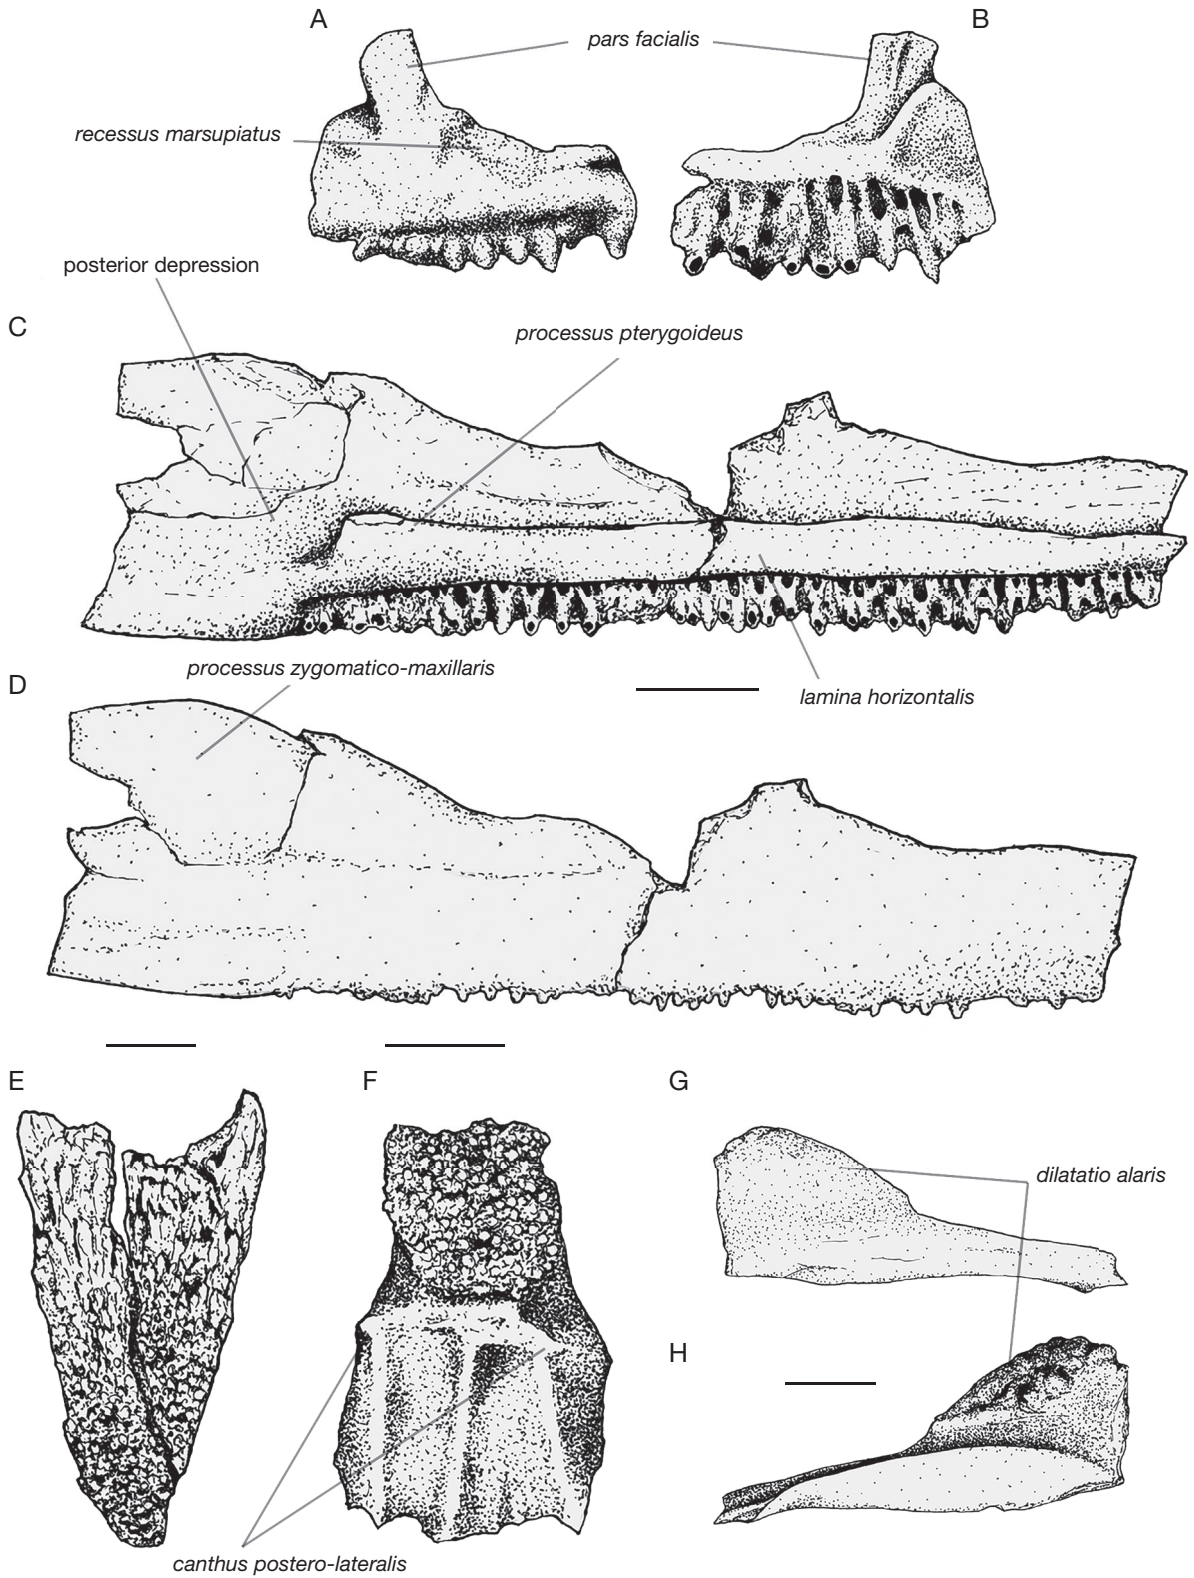 A
B
pars facialis
recessus marsupiatus
posterior depression
C
processus pterygoideus
processus zygomatico-maxillaris
D
lamina horizontalis
E
F
G
dilatatio alaris
H
canthus postero-lateralis